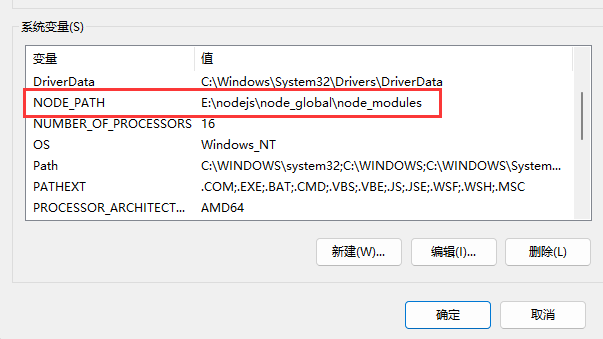 系统变量(S)
变量 值
DriverData C:\Windows\System32\Drivers\DriverData
NODE_PATH E:\nodejs\node_global\node_modules
NUMBER_OF_PROCESSORS 16
OS Windows_NT
Path C:\WINDOWS\system32;C:\WINDOWS;C:\WINDOWS\System...
PATHEXT .COM;.EXE;.BAT;.CMD;.VBS;.VBE;.JS;.JSE;.WSF;.WSH;.MSC
PROCESSOR_ARCHITECT... AMD64
新建(W)... 编辑(I)... 删除(L)
确定 取消